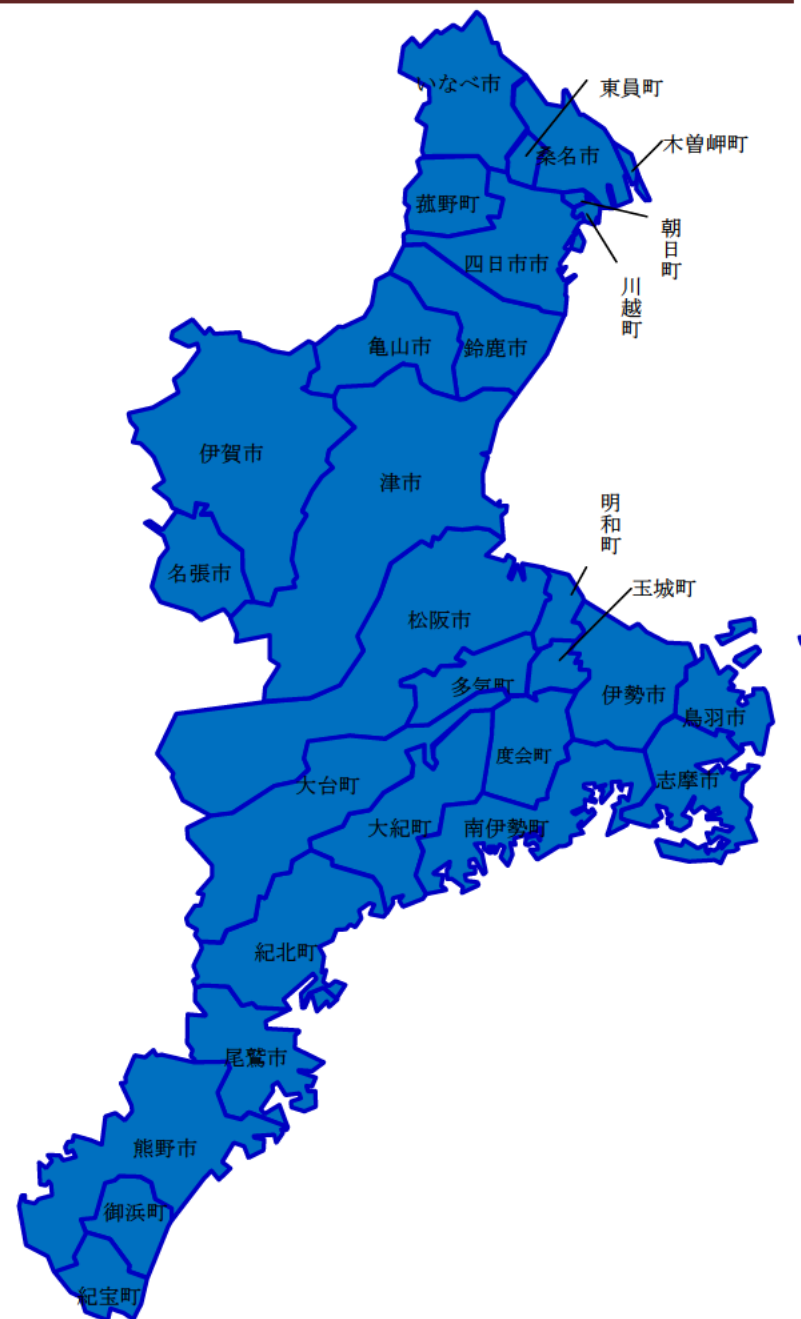 いなべ市
東員町
木曽岬町
桑名市
菰野町
朝日町
四日市市
川越町
亀山市
鈴鹿市
伊賀市
津市
明和町
名張市
玉城町
松阪市
多気町
伊勢市
鳥羽市
度会町
志摩市
大台町
大紀町
南伊勢町
紀北町
尾鷲市
熊野市
御浜町
紀宝町